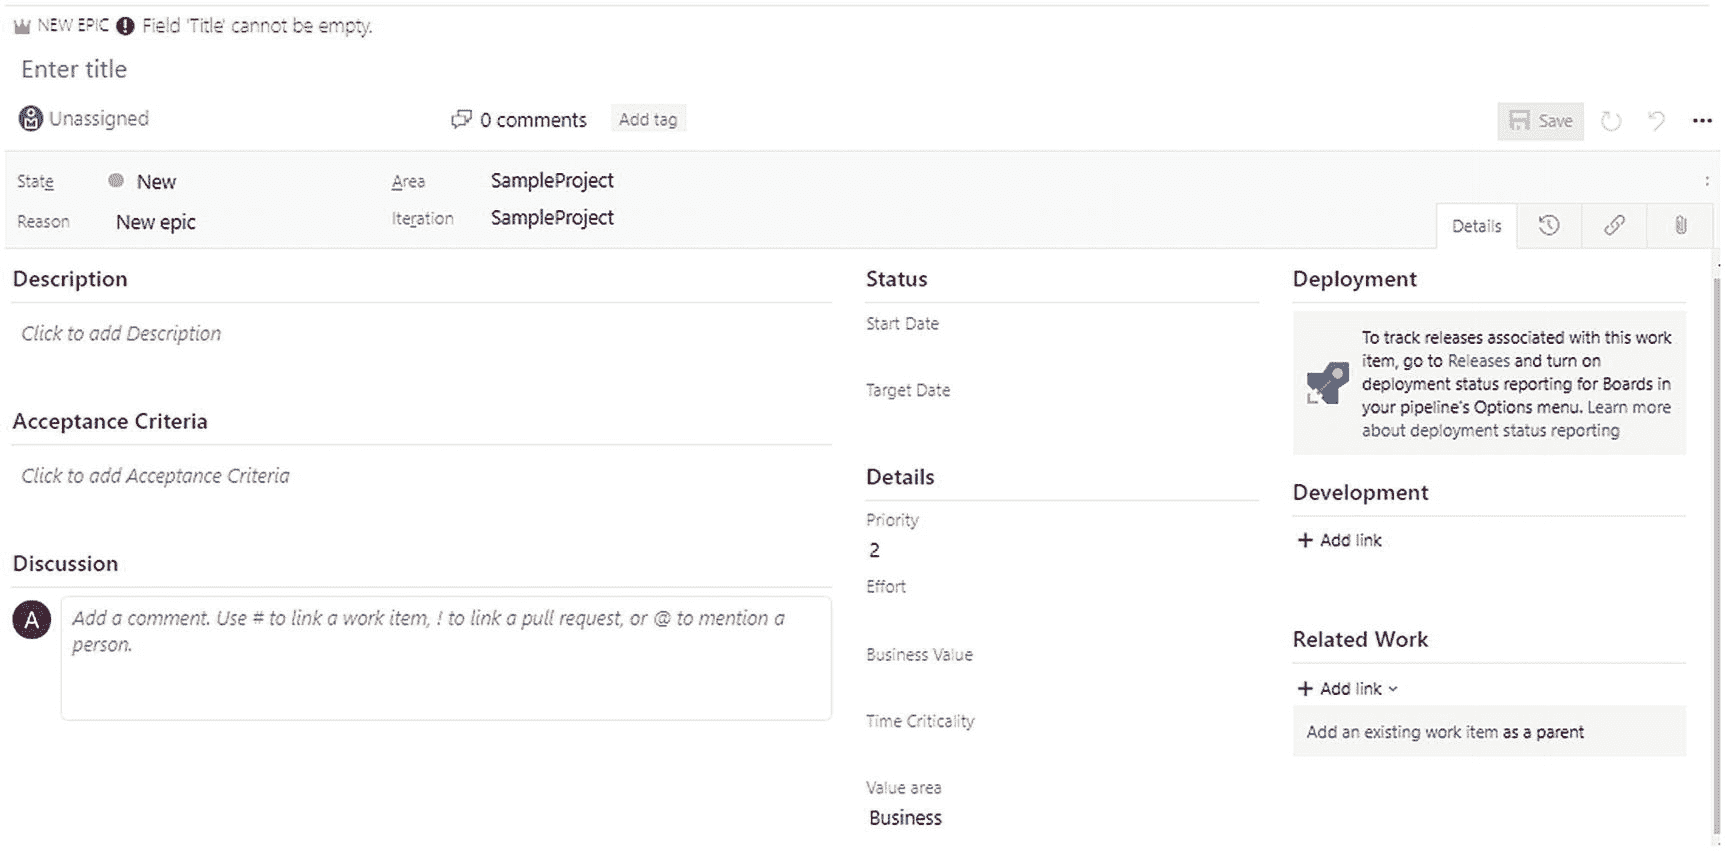 NEW EPIC ! Field 'Title' cannot be empty.
Enter title
Unassigned
0 comments
Add tag
Save
State
New
Area
SampleProject
Reason
New epic
Iteration
SampleProject
Details
Description
Click to add Description
Acceptance Criteria
Click to add Acceptance Criteria
Discussion
A
Add a comment. Use # to link a work item, ! to link a pull request, or @ to mention a
person.
Status
Start Date
Target Date
Details
Priority
2
Effort
Business Value
Time Criticality
Value area
Business
Deployment
To track releases associated with this work
item, go to Releases and turn on
deployment status reporting for Boards in
your pipeline's Options menu. Learn more
about deployment status reporting
Development
+ Add link
Related Work
+ Add link
Add an existing work item as a parent